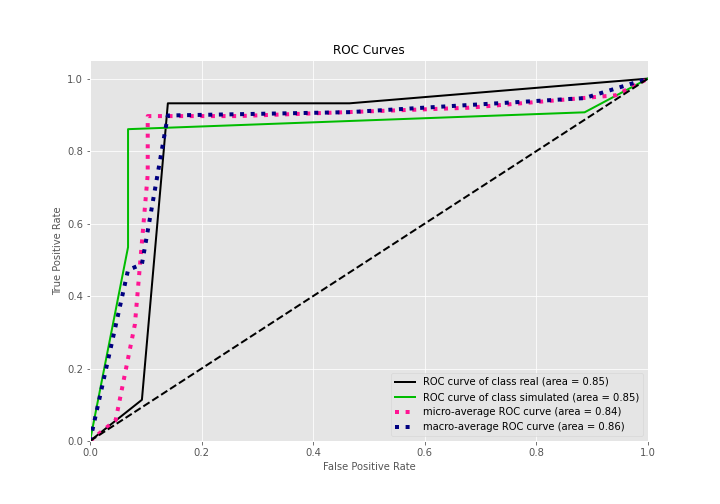 ROC Curves
True Positive Rate
1.0
0.8
0.6
0.4
0.2
0.0
0.0 0.2 0.4 0.6 0.8 1.0
False Positive Rate
ROC curve of class real (area = 0.85)
ROC curve of class simulated (area = 0.85)
micro-average ROC curve (area = 0.84)
macro-average ROC curve (area = 0.86)